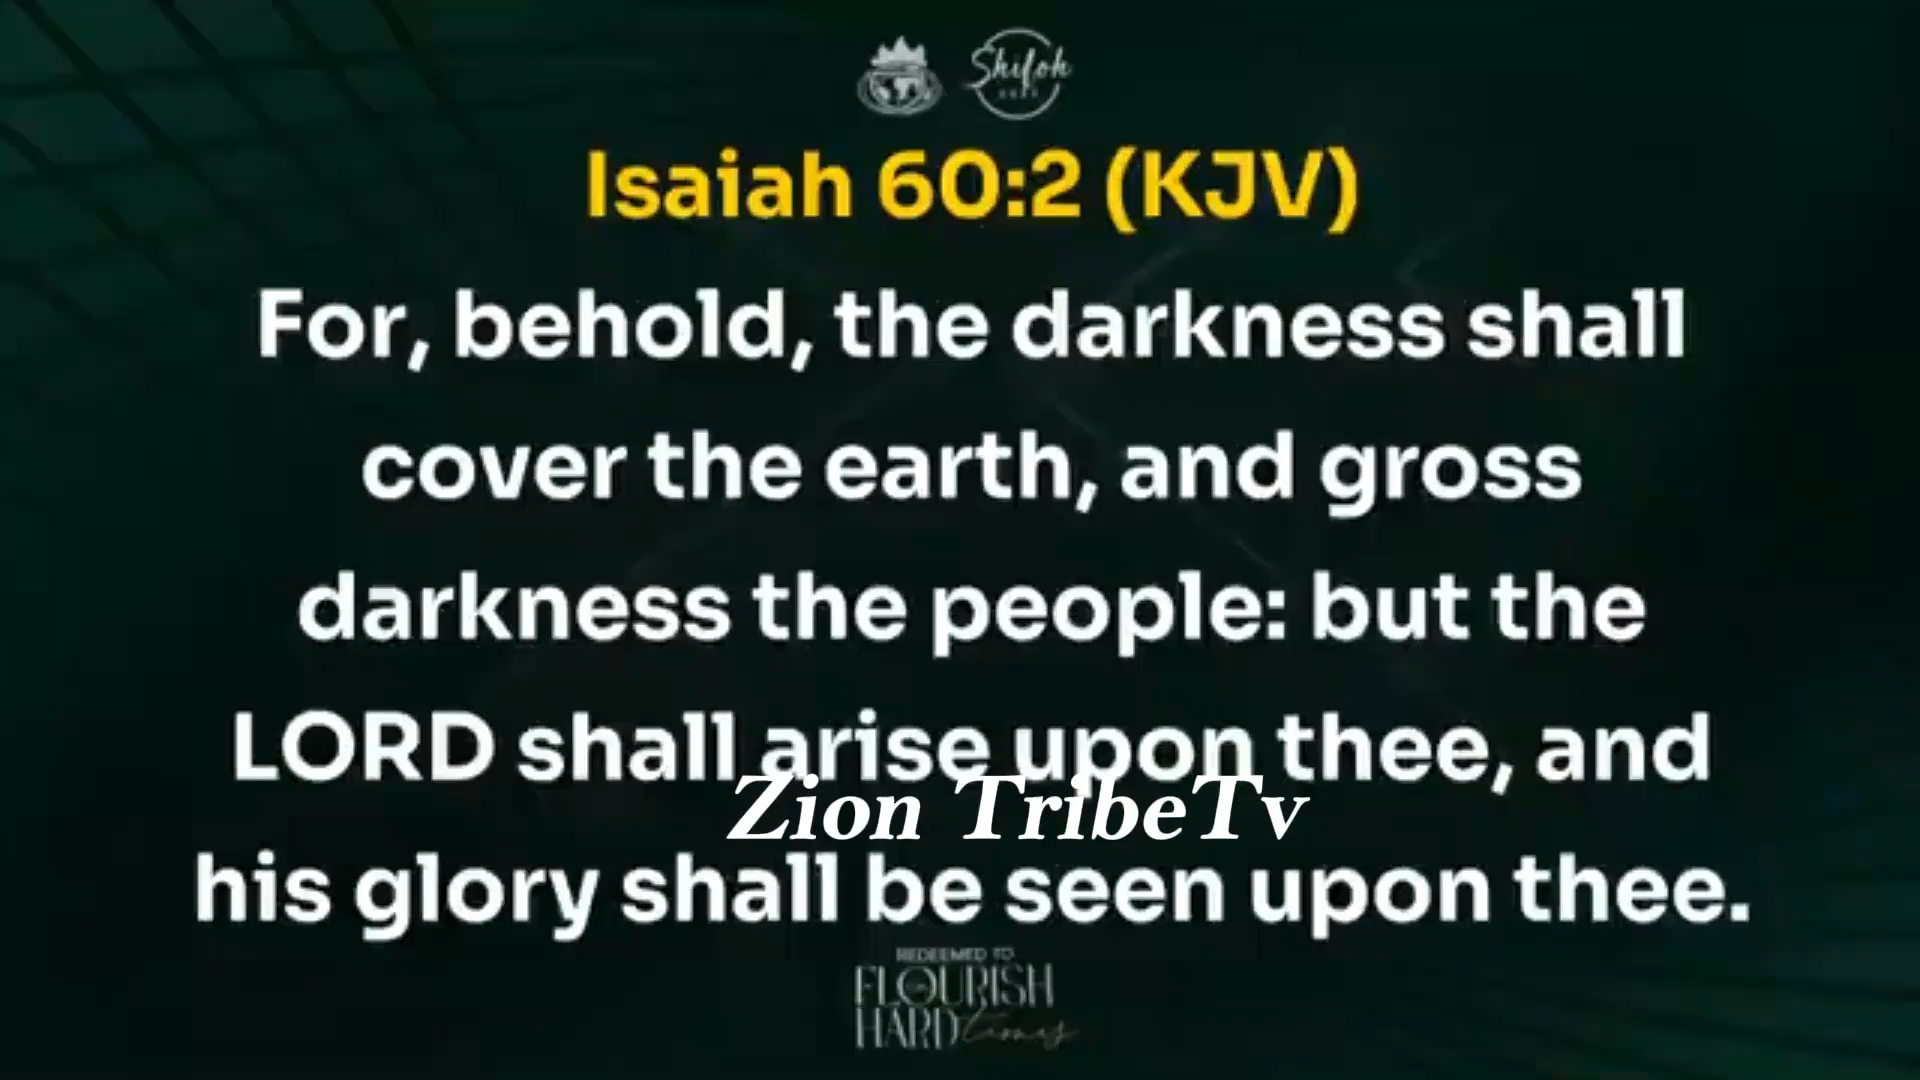 Shiloh
Isaiah 60:2 (KJV)
For, behold, the darkness shall
cover the earth, and gross
darkness the people: but the
LORD shall arise upon thee, and
Zion TribeTv
his glory shall be seen upon thee.
REDEEMED TO
FLOURISH
HARD times